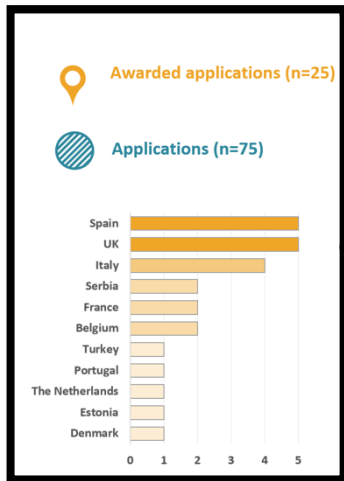 Awarded applications (n=25)
Applications (n=75)
Spain
UK
Italy
Serbia
France
Belgium
Turkey
Portugal
The Netherlands
Estonia
Denmark
0 1 2 3 4 5